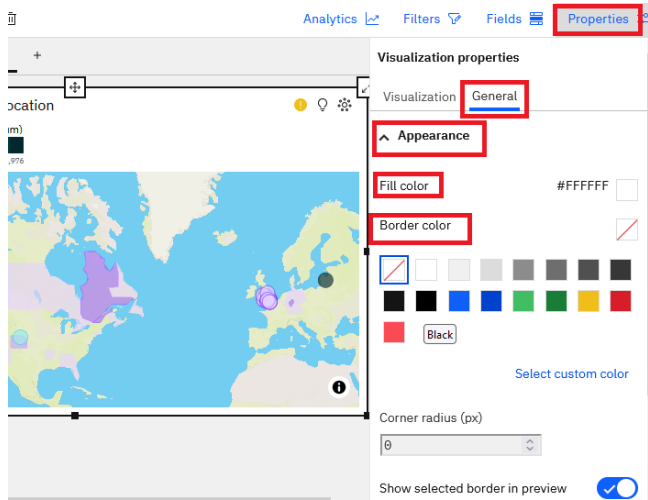 Analytics Filters Fields Properties
+
Visualization properties
Visualization General
Appearance
Fill color #FFFFFF
Border color
Black
Select custom color
Corner radius (px)
0
Show selected border in preview
ocation
um)
,976